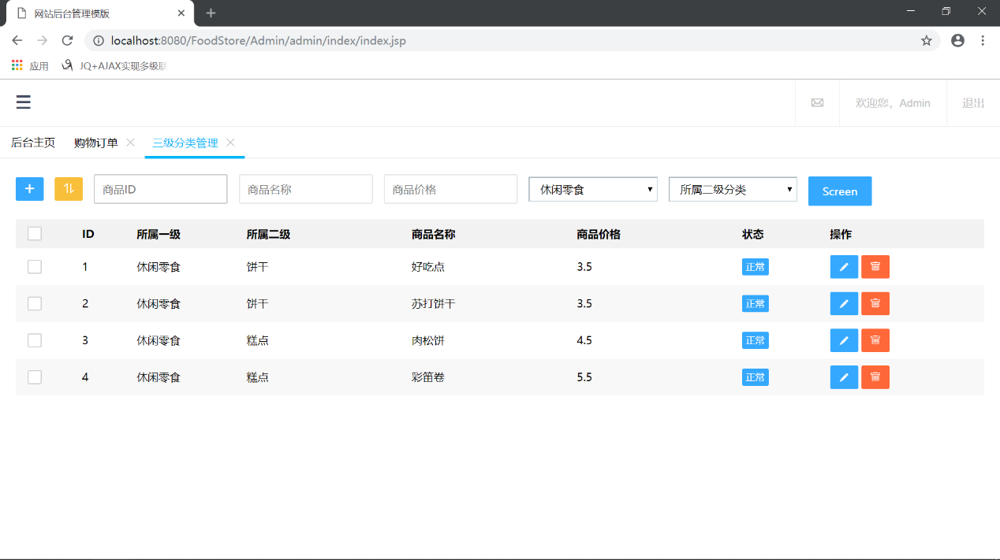 网站后台管理模版
localhost:8080/FoodStore/Admin/admin/index/index.jsp
应用 JQ+AJAX实现多级联
欢迎您，Admin 退出
后台主页 购物订单 三级分类管理
商品ID 商品名称 商品价格 休闲零食 所属二级分类 Screen
ID 所属一级 所属二级 商品名称 商品价格 状态 操作
1 休闲零食 饼干 好吃点 3.5 正常
2 休闲零食 饼干 苏打饼干 3.5 正常
3 休闲零食 糕点 肉松饼 4.5 正常
4 休闲零食 糕点 彩笛卷 5.5 正常